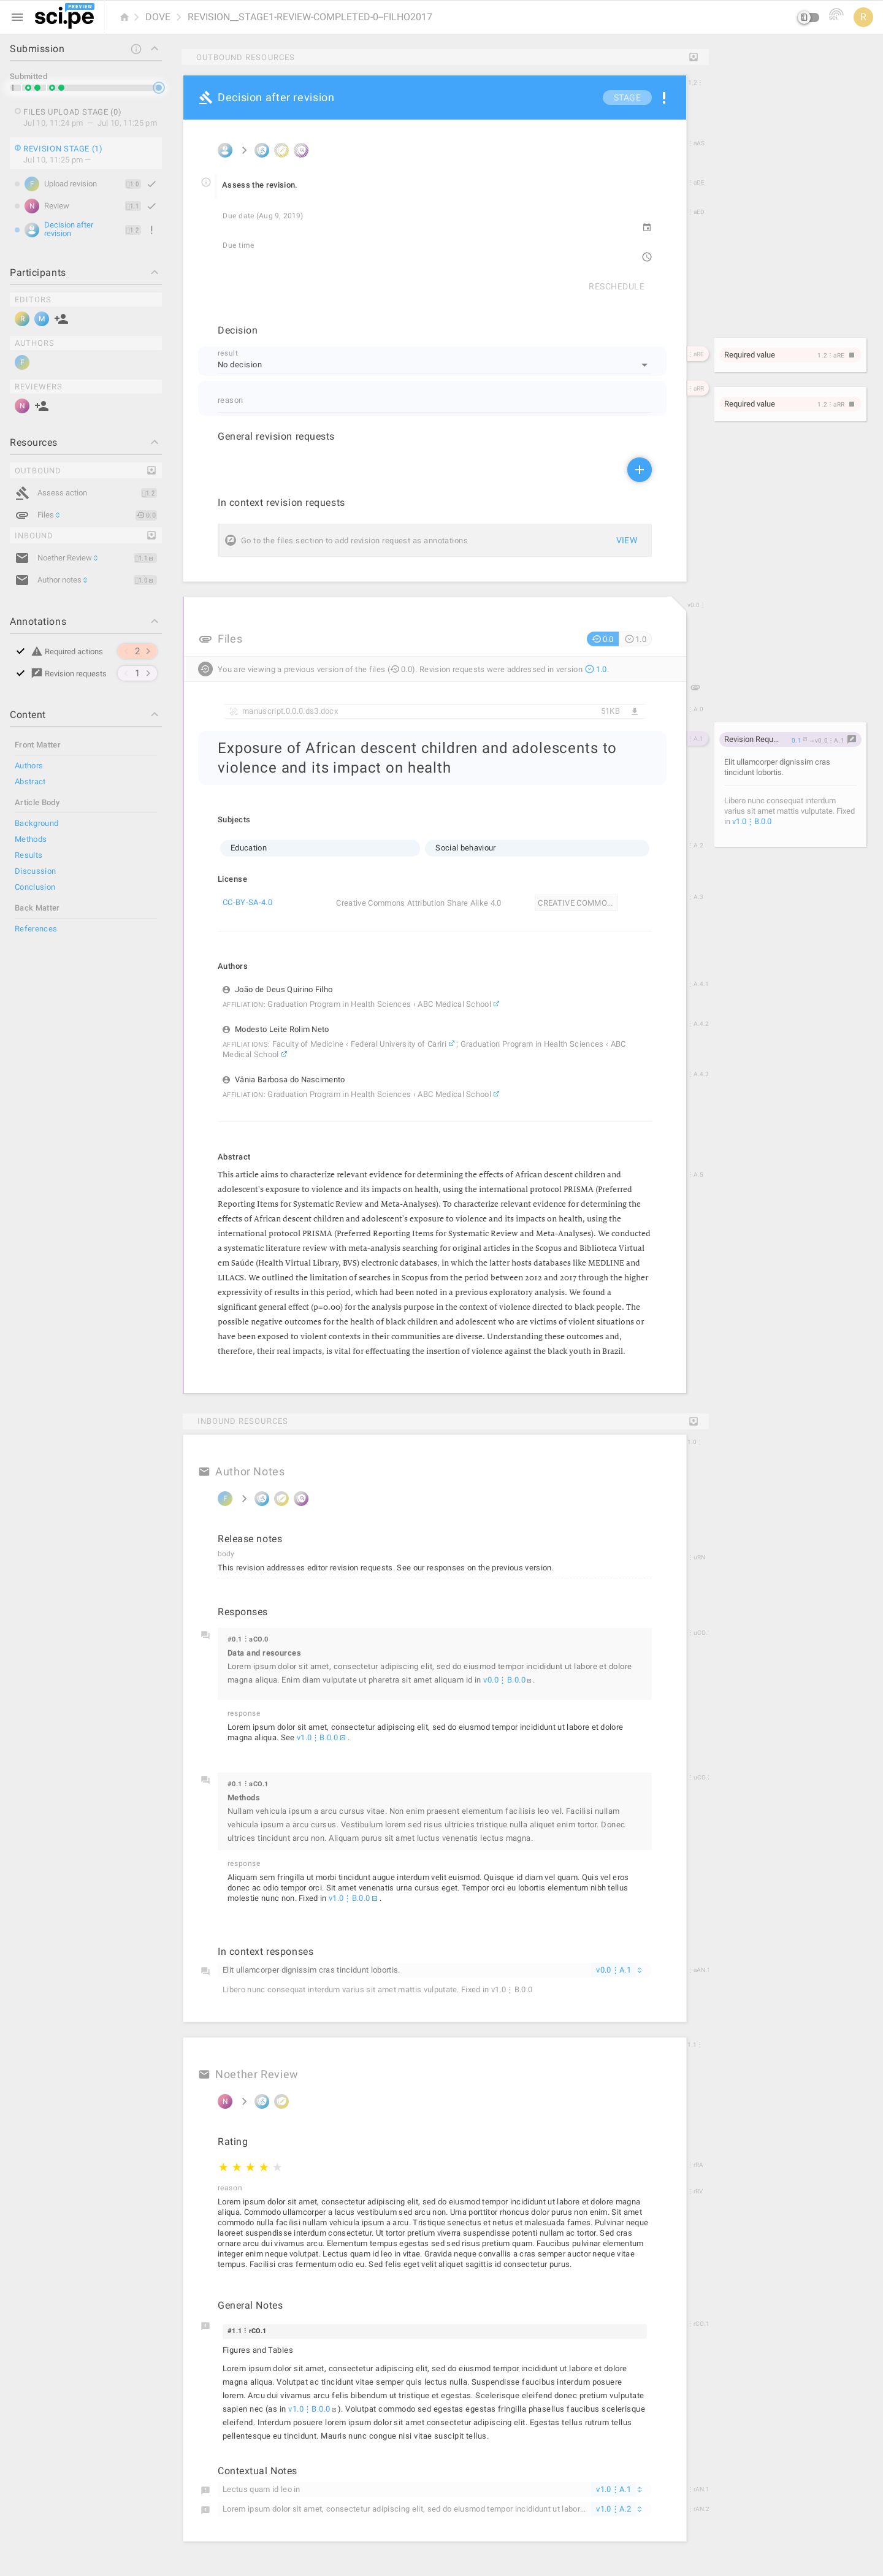 PREVIEW
sci.pe
DOVE
REVISION__STAGE1-REVIEW-COMPLETED-0--FILHO2017
R
Submission
Submitted
FILES UPLOAD STAGE (0)
Jul 10, 11:24 pm — Jul 10, 11:25 pm
REVISION STAGE (1)
Jul 10, 11:25 pm —
F Upload revision 1.0
N Review 1.1
Decision after revision 1.2
Participants
EDITORS
R M
AUTHORS
F
REVIEWERS
N
Resources
OUTBOUND
Assess action 1.2
Files 0.0
INBOUND
Noether Review 1.1
Author notes 1.0
Annotations
Required actions 2
Revision requests 1
Content
Front Matter
Authors
Abstract
Article Body
Background
Methods
Results
Discussion
Conclusion
Back Matter
References
OUTBOUND RESOURCES
Decision after revision STAGE
1.2
Assess the revision.
Due date (Aug 9, 2019)
Due time
RESCHEDULE
Decision
result
No decision
aRE
Required value 1.2⋮aRE
reason
aRR
Required value 1.2⋮aRR
General revision requests
In context revision requests
Go to the files section to add revision request as annotations VIEW
v0.0
Files 0.0 1.0
You are viewing a previous version of the files (0.0). Revision requests were addressed in version 1.0.
manuscript.0.0.0.ds3.docx 51KB
A.0
Exposure of African descent children and adolescents to
violence and its impact on health
A.1
Revision Requ... 0.1→v0.0⋮A.1
Elit ullamcorper dignissim cras
tincidunt lobortis.
Libero nunc consequat interdum
varius sit amet mattis vulputate. Fixed
in v1.0⋮B.0.0
Subjects
Education
Social behaviour
A.2
License
CC-BY-SA-4.0 Creative Commons Attribution Share Alike 4.0 CREATIVE COMMO...
A.3
Authors
João de Deus Quirino Filho
AFFILIATION: Graduation Program in Health Sciences ‹ ABC Medical School
A.4.1
Modesto Leite Rolim Neto
AFFILIATIONS: Faculty of Medicine ‹ Federal University of Cariri ; Graduation Program in Health Sciences ‹ ABC
Medical School
A.4.2
Vânia Barbosa do Nascimento
AFFILIATION: Graduation Program in Health Sciences ‹ ABC Medical School
A.4.3
Abstract
A.5
This article aims to characterize relevant evidence for determining the effects of African descent children and
adolescent's exposure to violence and its impacts on health, using the international protocol PRISMA (Preferred
Reporting Items for Systematic Review and Meta-Analyses). To characterize relevant evidence for determining the
effects of African descent children and adolescent's exposure to violence and its impacts on health, using the
international protocol PRISMA (Preferred Reporting Items for Systematic Review and Meta-Analyses). We conducted
a systematic literature review with meta-analysis searching for original articles in the Scopus and Biblioteca Virtual
em Saúde (Health Virtual Library, BVS) electronic databases, in which the latter hosts databases like MEDLINE and
LILACS. We outlined the limitation of searches in Scopus from the period between 2012 and 2017 through the higher
expressivity of results in this period, which had been noted in a previous exploratory analysis. We found a
significant general effect (p=0.00) for the analysis purpose in the context of violence directed to black people. The
possible negative outcomes for the health of black children and adolescent who are victims of violent situations or
have been exposed to violent contexts in their communities are diverse. Understanding these outcomes and,
therefore, their real impacts, is vital for effectuating the insertion of violence against the black youth in Brazil.
INBOUND RESOURCES
1.0
Author Notes
F
Release notes
body
This revision addresses editor revision requests. See our responses on the previous version.
Responses
#0.1⋮aCO.0
Data and resources
Lorem ipsum dolor sit amet, consectetur adipiscing elit, sed do eiusmod tempor incididunt ut labore et dolore
magna aliqua. Enim diam vulputate ut pharetra sit amet aliquam id in v0.0⋮B.0.0.
response
Lorem ipsum dolor sit amet, consectetur adipiscing elit, sed do eiusmod tempor incididunt ut labore et dolore
magna aliqua. See v1.0⋮B.0.0 .
#0.1⋮aCO.1
Methods
Nullam vehicula ipsum a arcu cursus vitae. Non enim praesent elementum facilisis leo vel. Facilisi nullam
vehicula ipsum a arcu cursus. Vestibulum lorem sed risus ultricies tristique nulla aliquet enim tortor. Donec
ultrices tincidunt arcu non. Aliquam purus sit amet luctus venenatis lectus magna.
response
Aliquam sem fringilla ut morbi tincidunt augue interdum velit euismod. Quisque id diam vel quam. Quis vel eros
donec ac odio tempor orci. Sit amet venenatis urna cursus eget. Tempor orci eu lobortis elementum nibh tellus
molestie nunc non. Fixed in v1.0⋮B.0.0 .
In context responses
Elit ullamcorper dignissim cras tincidunt lobortis. v0.0⋮A.1
Libero nunc consequat interdum varius sit amet mattis vulputate. Fixed in v1.0⋮B.0.0
1.1
Noether Review
N
Rating
reason
Lorem ipsum dolor sit amet, consectetur adipiscing elit, sed do eiusmod tempor incididunt ut labore et dolore magna
aliqua. Commodo ullamcorper a lacus vestibulum sed arcu non. Urna porttitor rhoncus dolor purus non enim. Sit amet
commodo nulla facilisi nullam vehicula ipsum a arcu. Tristique senectus et netus et malesuada fames. Pulvinar neque
laoreet suspendisse interdum consectetur. Ut tortor pretium viverra suspendisse potenti nullam ac tortor. Sed cras
ornare arcu dui vivamus arcu. Elementum tempus egestas sed sed risus pretium quam. Faucibus pulvinar elementum
integer enim neque volutpat. Lectus quam id leo in vitae. Gravida neque convallis a cras semper auctor neque vitae
tempus. Facilisi cras fermentum odio eu. Sed felis eget velit aliquet sagittis id consectetur purus.
General Notes
#1.1⋮rCO.1
Figures and Tables
Lorem ipsum dolor sit amet, consectetur adipiscing elit, sed do eiusmod tempor incididunt ut labore et dolore
magna aliqua. Volutpat ac tincidunt vitae semper quis lectus nulla. Suspendisse faucibus interdum posuere
lorem. Arcu dui vivamus arcu felis bibendum ut tristique et egestas. Scelerisque eleifend donec pretium vulputate
sapien nec (as in v1.0⋮B.0.0). Volutpat commodo sed egestas egestas fringilla phasellus faucibus scelerisque
eleifend. Interdum posuere lorem ipsum dolor sit amet consectetur adipiscing elit. Egestas tellus rutrum tellus
pellentesque eu tincidunt. Mauris nunc congue nisi vitae suscipit tellus.
Contextual Notes
Lectus quam id leo in v1.0⋮A.1
rAN.1
Lorem ipsum dolor sit amet, consectetur adipiscing elit, sed do eiusmod tempor incididunt ut labor... v1.0⋮A.2
rAN.2